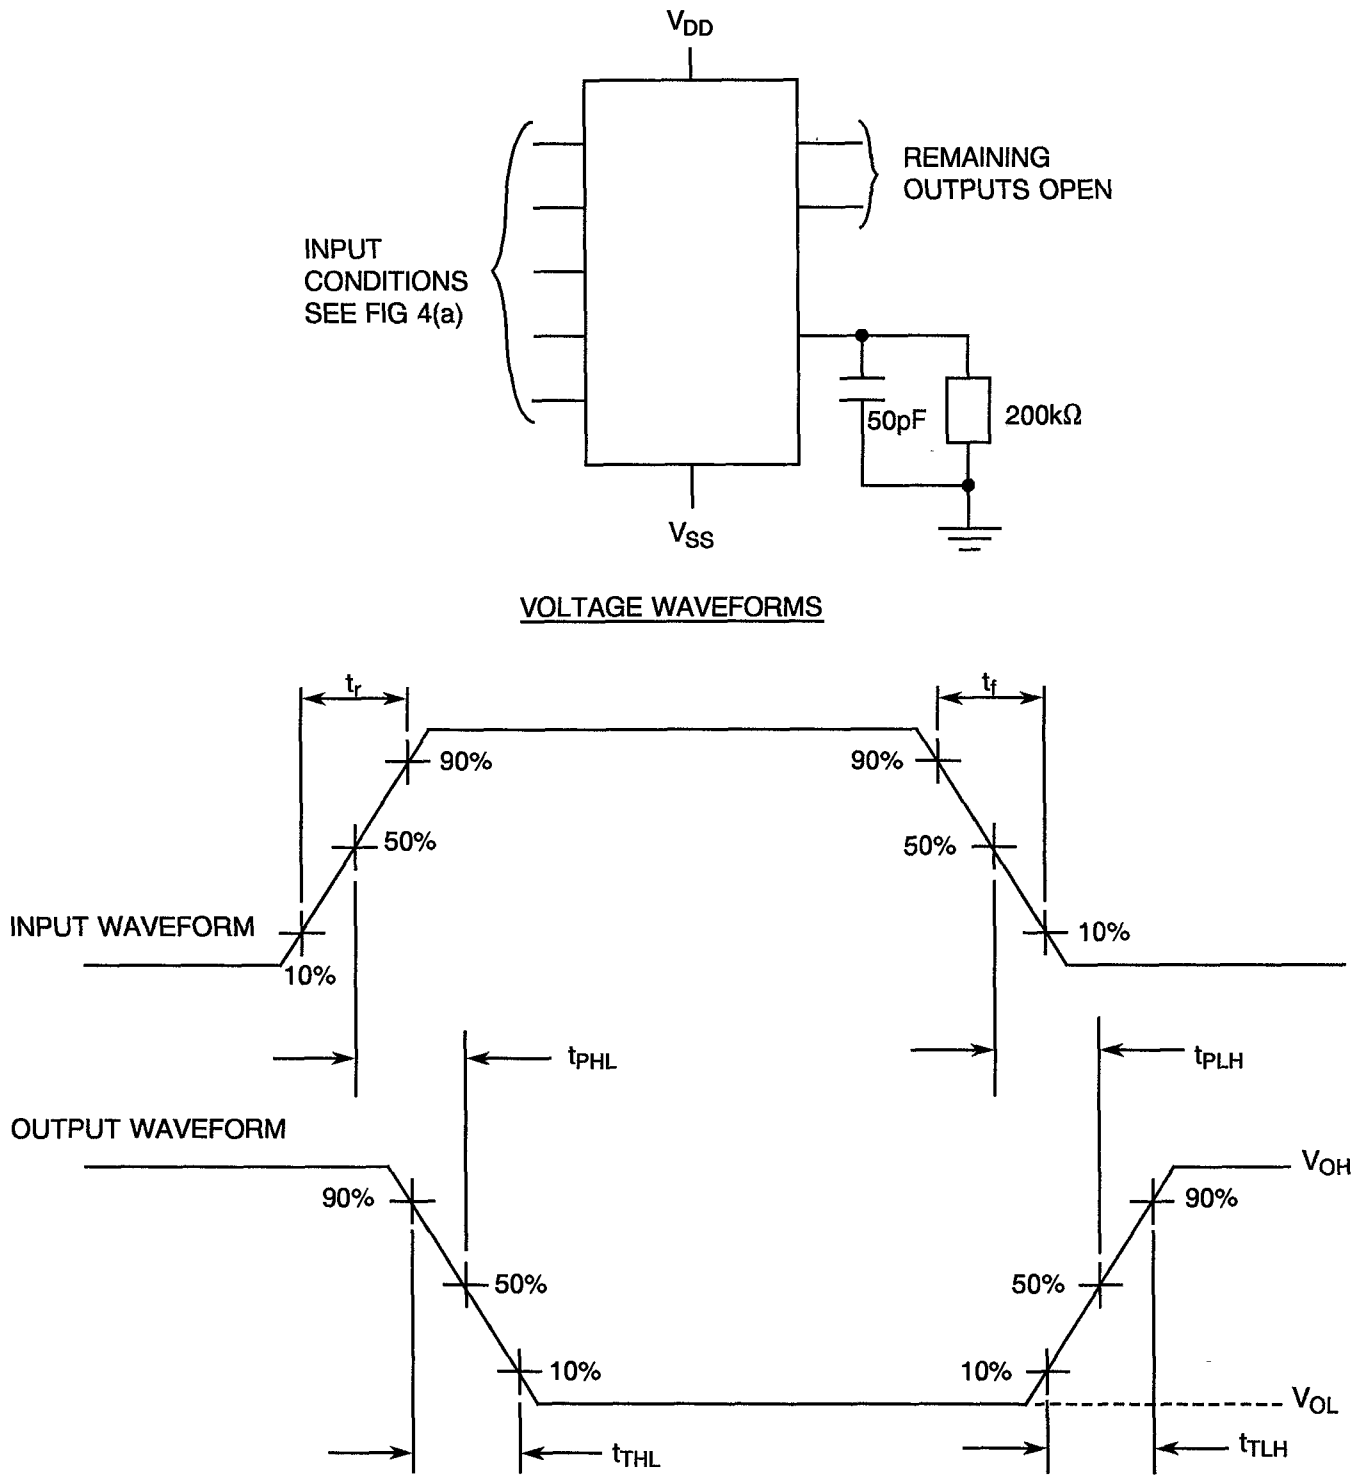 VDD
REMAINING
OUTPUTS OPEN
INPUT
CONDITIONS
SEE FIG 4(a)
50pF
200kΩ
VSS
VOLTAGE WAVEFORMS
tr
tf
90%
90%
50%
50%
INPUT WAVEFORM
10%
10%
tPHL
tPLH
OUTPUT WAVEFORM
VOH
90%
90%
50%
50%
10%
10%
VOL
tTHL
tTLH